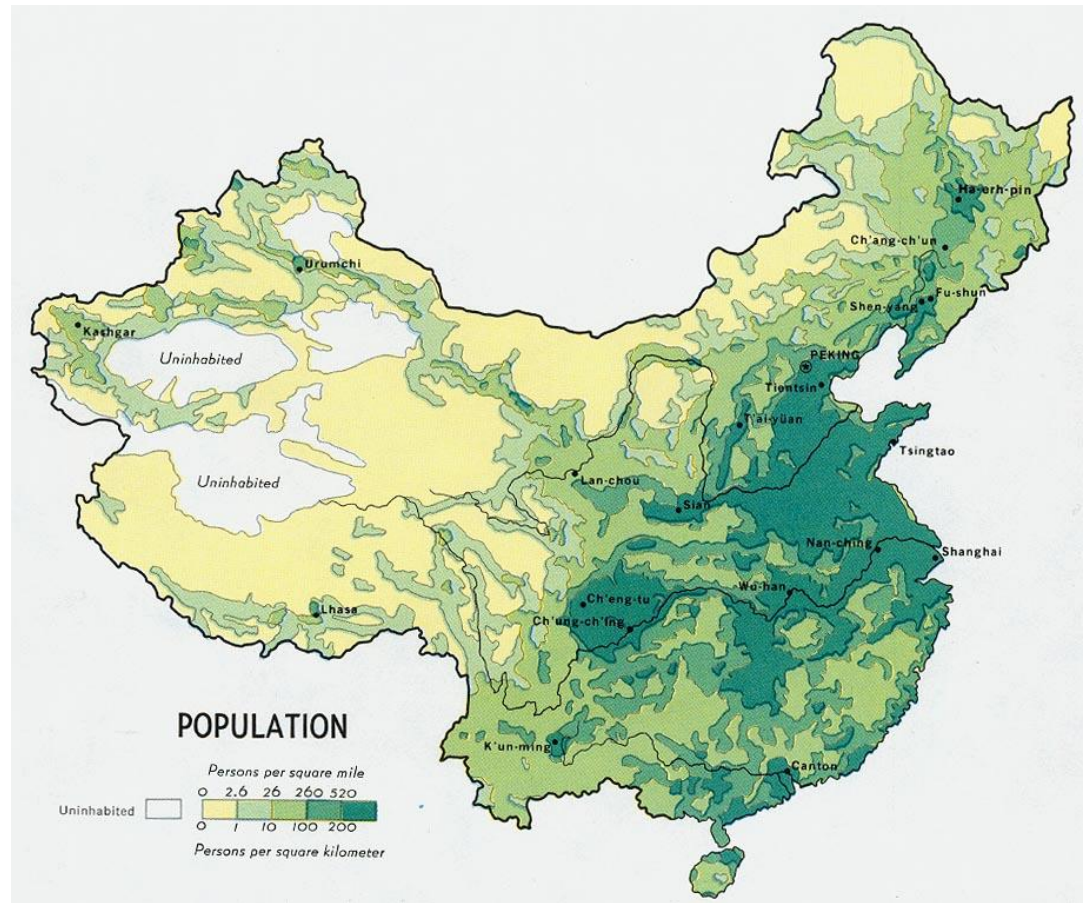 Ha-erh-pin
Ch'ang-ch'un
Urumchi
Fu-shun
Shen-yang
Kashgar
Uninhabited
PEKING
Tientsin
T'ai-yüan
Tsingtao
Uninhabited
Lan-chou
Sian
Nan-ching
Shanghai
Wu-han
Ch'eng-tu
Lhasa
Ch'ung-ch'ing
POPULATION
K'un-ming
Canton
Persons per square mile
0 2.6 26 260 520
Uninhabited
0 1 10 100 200
Persons per square kilometer